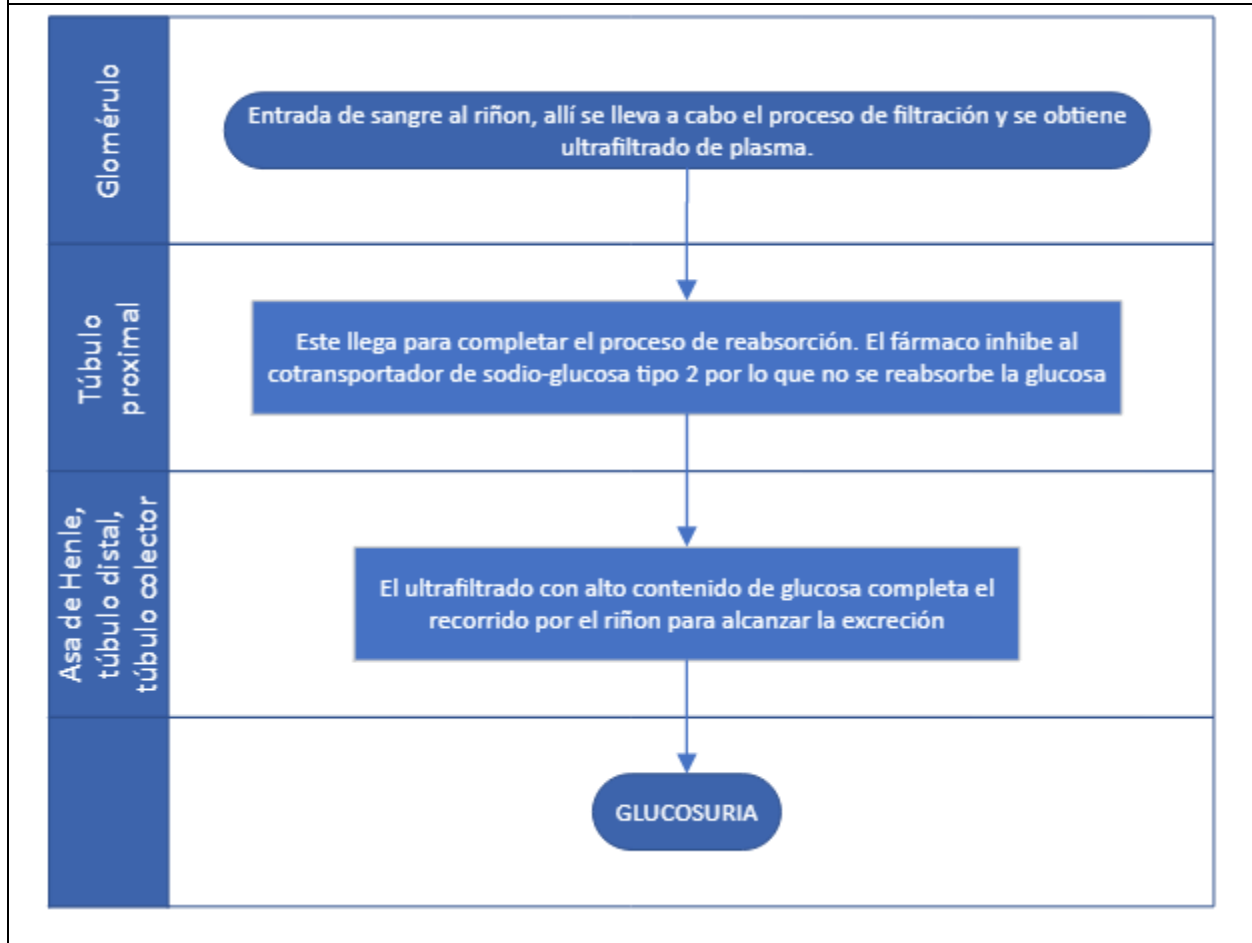 Glomérulo
Entrada de sangre al riñon, allí se lleva a cabo el proceso de filtración y se obtiene
ultrafiltrado de plasma.
Túbulo
proximal
Este llega para completar el proceso de reabsorción. El fármaco inhibe al
cotransportador de sodio-glucosa tipo 2 por lo que no se reabsorbe la glucosa
Asa de Henle,
túbulo distal,
túbulo colector
El ultrafiltrado con alto contenido de glucosa completa el
recorrido por el riñon para alcanzar la excreción
GLUCOSURIA